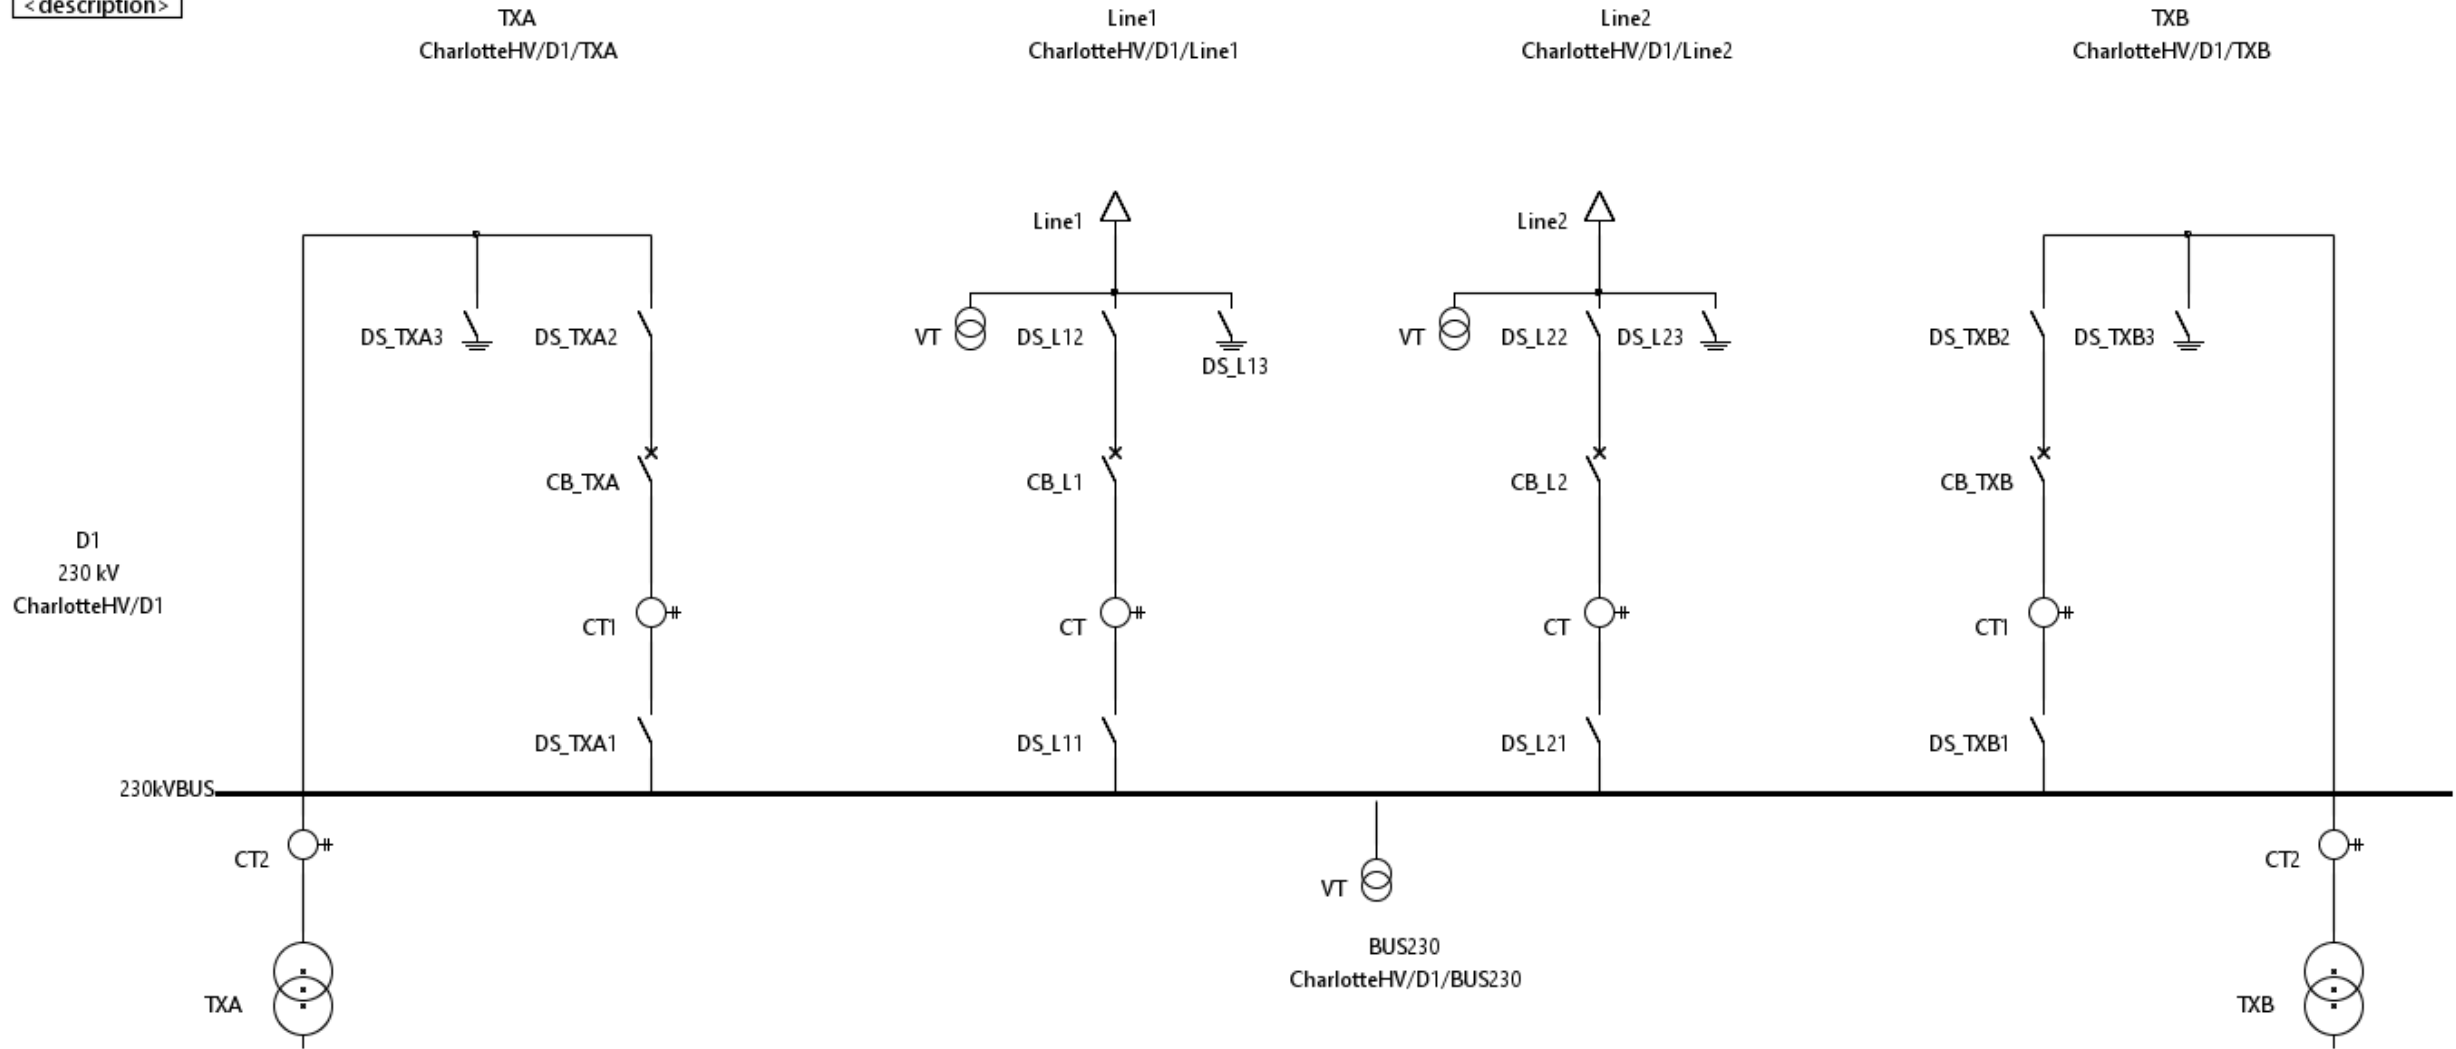 <description>
TXA
CharlotteHV/D1/TXA
Line1
CharlotteHV/D1/Line1
Line2
CharlotteHV/D1/Line2
TXB
CharlotteHV/D1/TXB
Line1
Line2
DS_TXA3
DS_TXA2
VT
DS_L12
DS_L13
VT
DS_L22
DS_L23
DS_TXB2
DS_TXB3
CB_TXA
CB_L1
CB_L2
CB_TXB
D1
230 kV
CharlotteHV/D1
CT1
CT
CT
CT1
DS_TXA1
DS_L11
DS_L21
DS_TXB1
230kVBUS
CT2
VT
CT2
BUS230
CharlotteHV/D1/BUS230
TXA
TXB